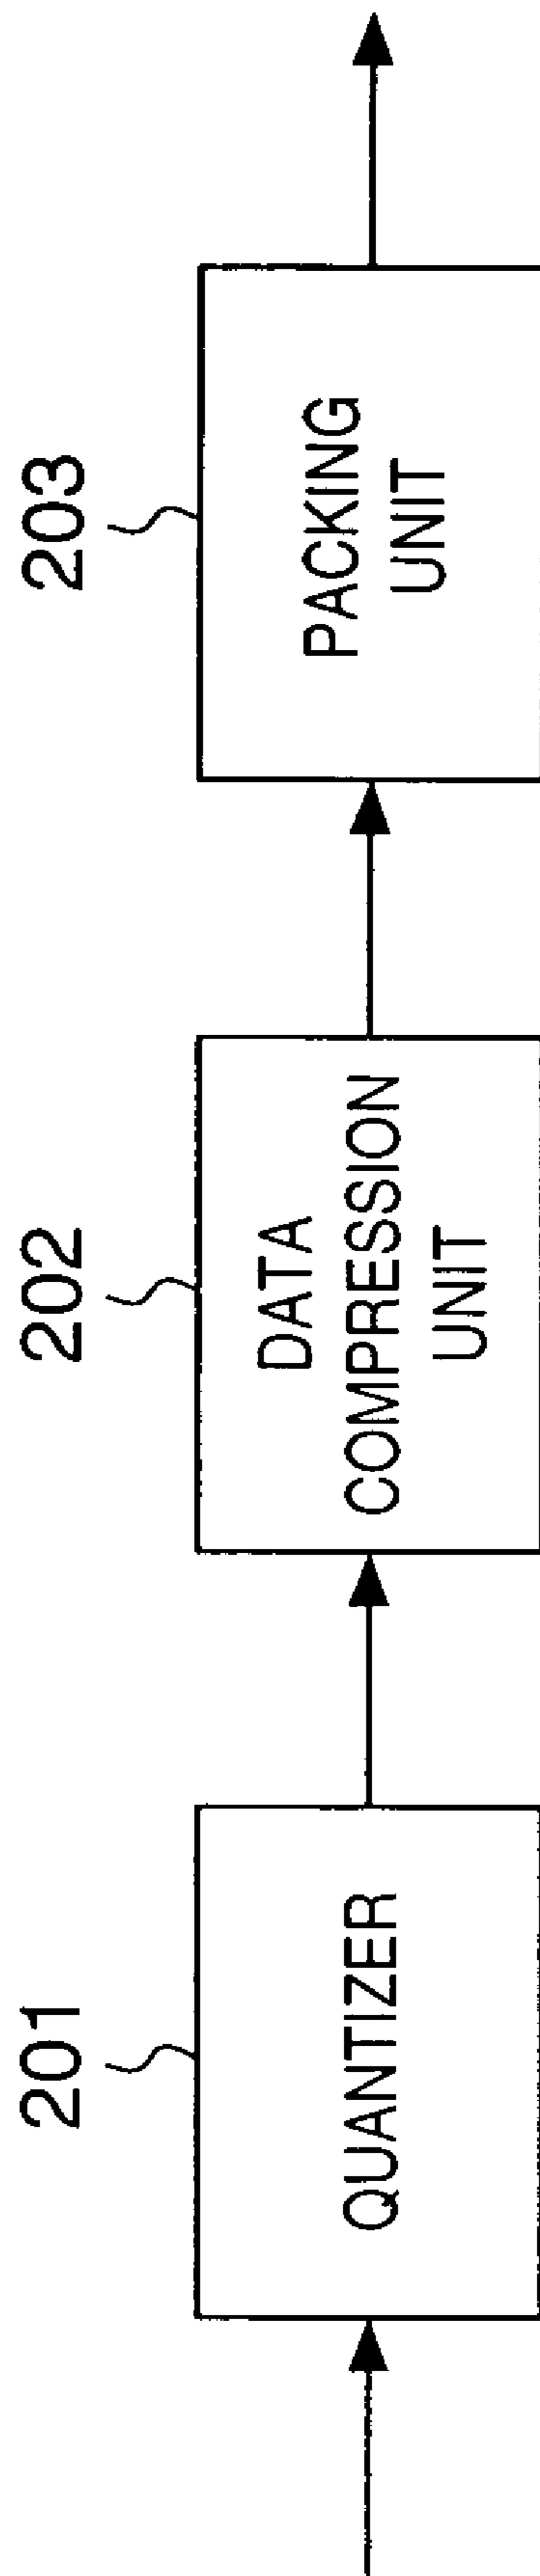 201
QUANTIZER
202
DATA
COMPRESSION
UNIT
203
PACKING
UNIT